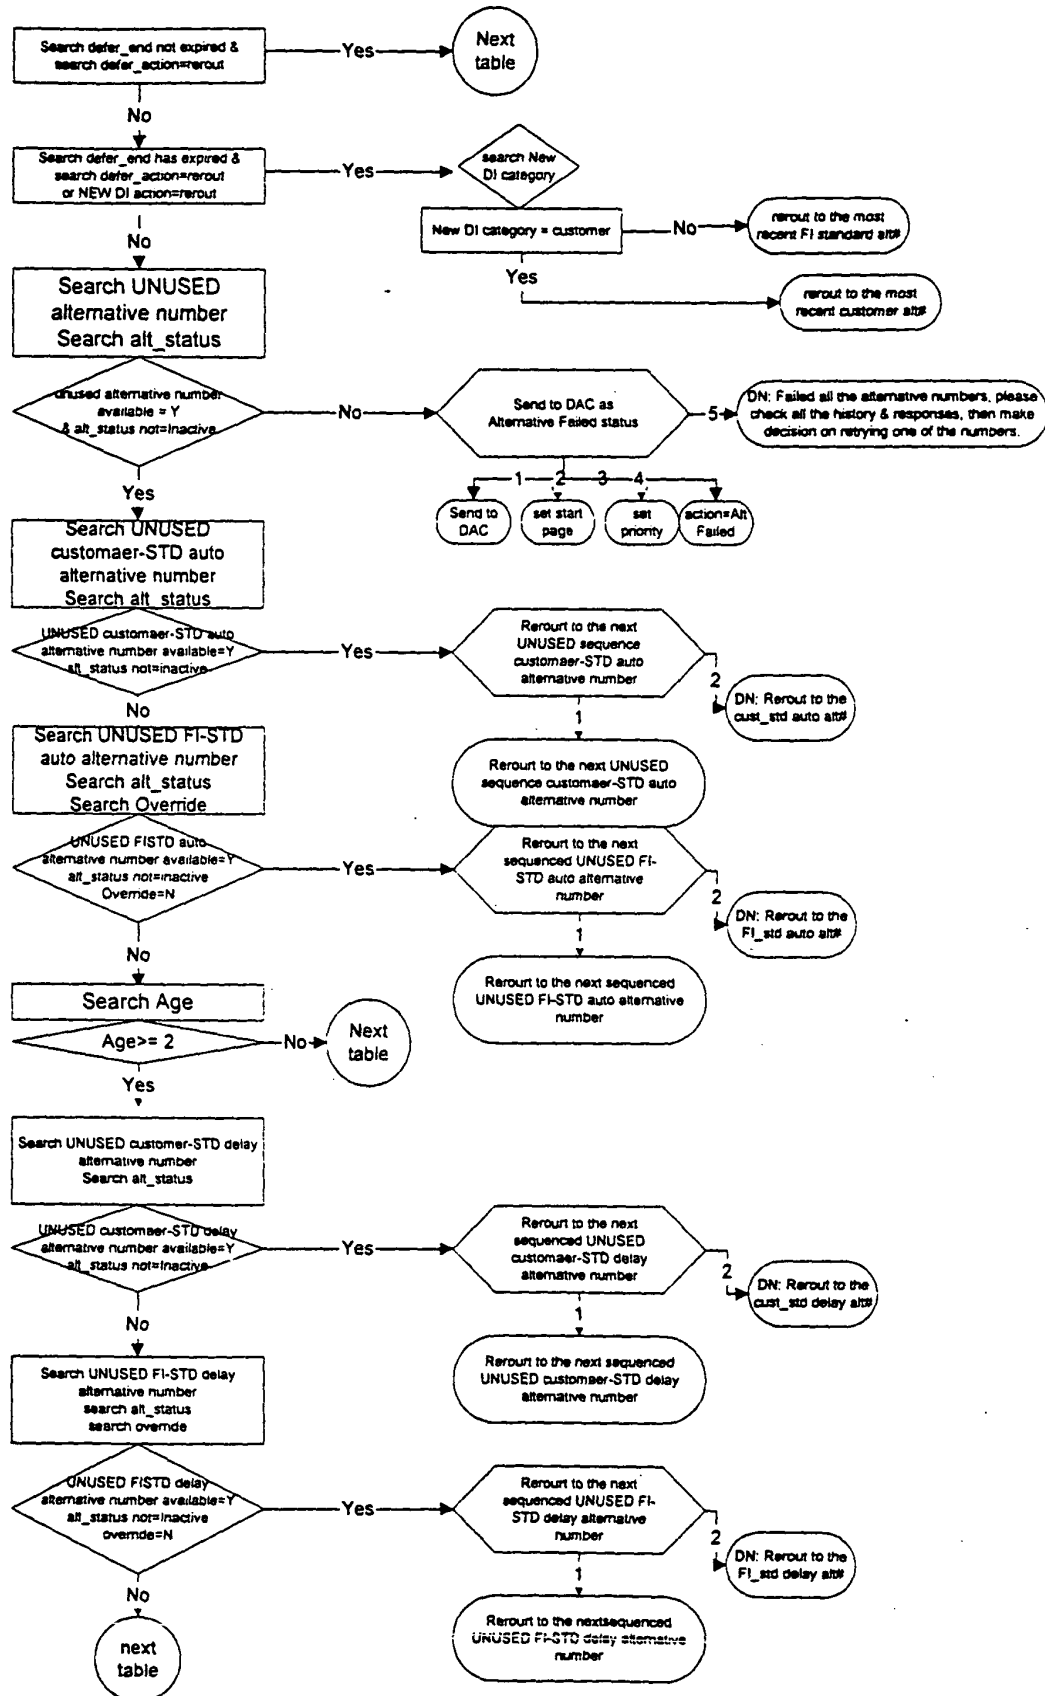 Search defer_end not expired &
search defer_action=rerout
Yes
Next
table
No
Search defer_end has expired &
search defer_action=rerout
or NEW DI action=rerout
Yes
search New
DI category
New DI category = customer
No
rerout to the most
recent FI standard alt#
Yes
rerout to the most
recent customer alt#
No
Search UNUSED
alternative number
Search alt_status
unused alternative number
available = Y
& alt_status not=Inactive
No
Send to DAC as
Alternative Failed status
5
DN: Failed all the alternative numbers, please
check all the history & responses, then make
decision on retrying one of the numbers.
1 2 3 4
Send to
DAC
set start
page
set
priority
action=Alt
Failed
Yes
Search UNUSED
customaer-STD auto
alternative number
Search alt_status
UNUSED customaer-STD auto
alternative number available=Y
alt_status not=inactive
Yes
Rerourt to the next
UNUSED sequence
customaer-STD auto
alternative number
2
DN: Rerout to the
cust_std auto alt#
1
Rerourt to the next UNUSED
sequence customaer-STD auto
alternative number
No
Search UNUSED FI-STD
auto alternative number
Search alt_status
Search Override
UNUSED FISTD auto
alternative number available=Y
alt_status not=inactive
Override=N
Yes
Rerourt to the next
sequenced UNUSED FI-
STD auto alternative
number
2
DN: Rerout to the
FI_std auto alt#
1
Rerourt to the next sequenced
UNUSED FI-STD auto alternative
number
No
Search Age
Age>= 2
No
Next
table
Yes
Search UNUSED customer-STD delay
alternative number
Search alt_status
UNUSED customaer-STD delay
alternative number available=Y
alt_status not=Inactive
Yes
Rerourt to the next
sequenced UNUSED
customaer-STD delay
alternative number
2
DN: Rerout to the
cust_std delay alt#
1
Rerourt to the next sequenced
UNUSED customaer-STD delay
alternative number
No
Search UNUSED FI-STD delay
alternative number
search alt_status
search override
UNUSED FISTD delay
alternative number available=Y
alt_status not=Inactive
override=N
Yes
Rerourt to the next
sequenced UNUSED FI-
STD delay alternative
number
2
DN: Rerout to the
FI_std delay alt#
1
Rerourt to the nextsequenced
UNUSED FI-STD delay alternative
number
No
next
table